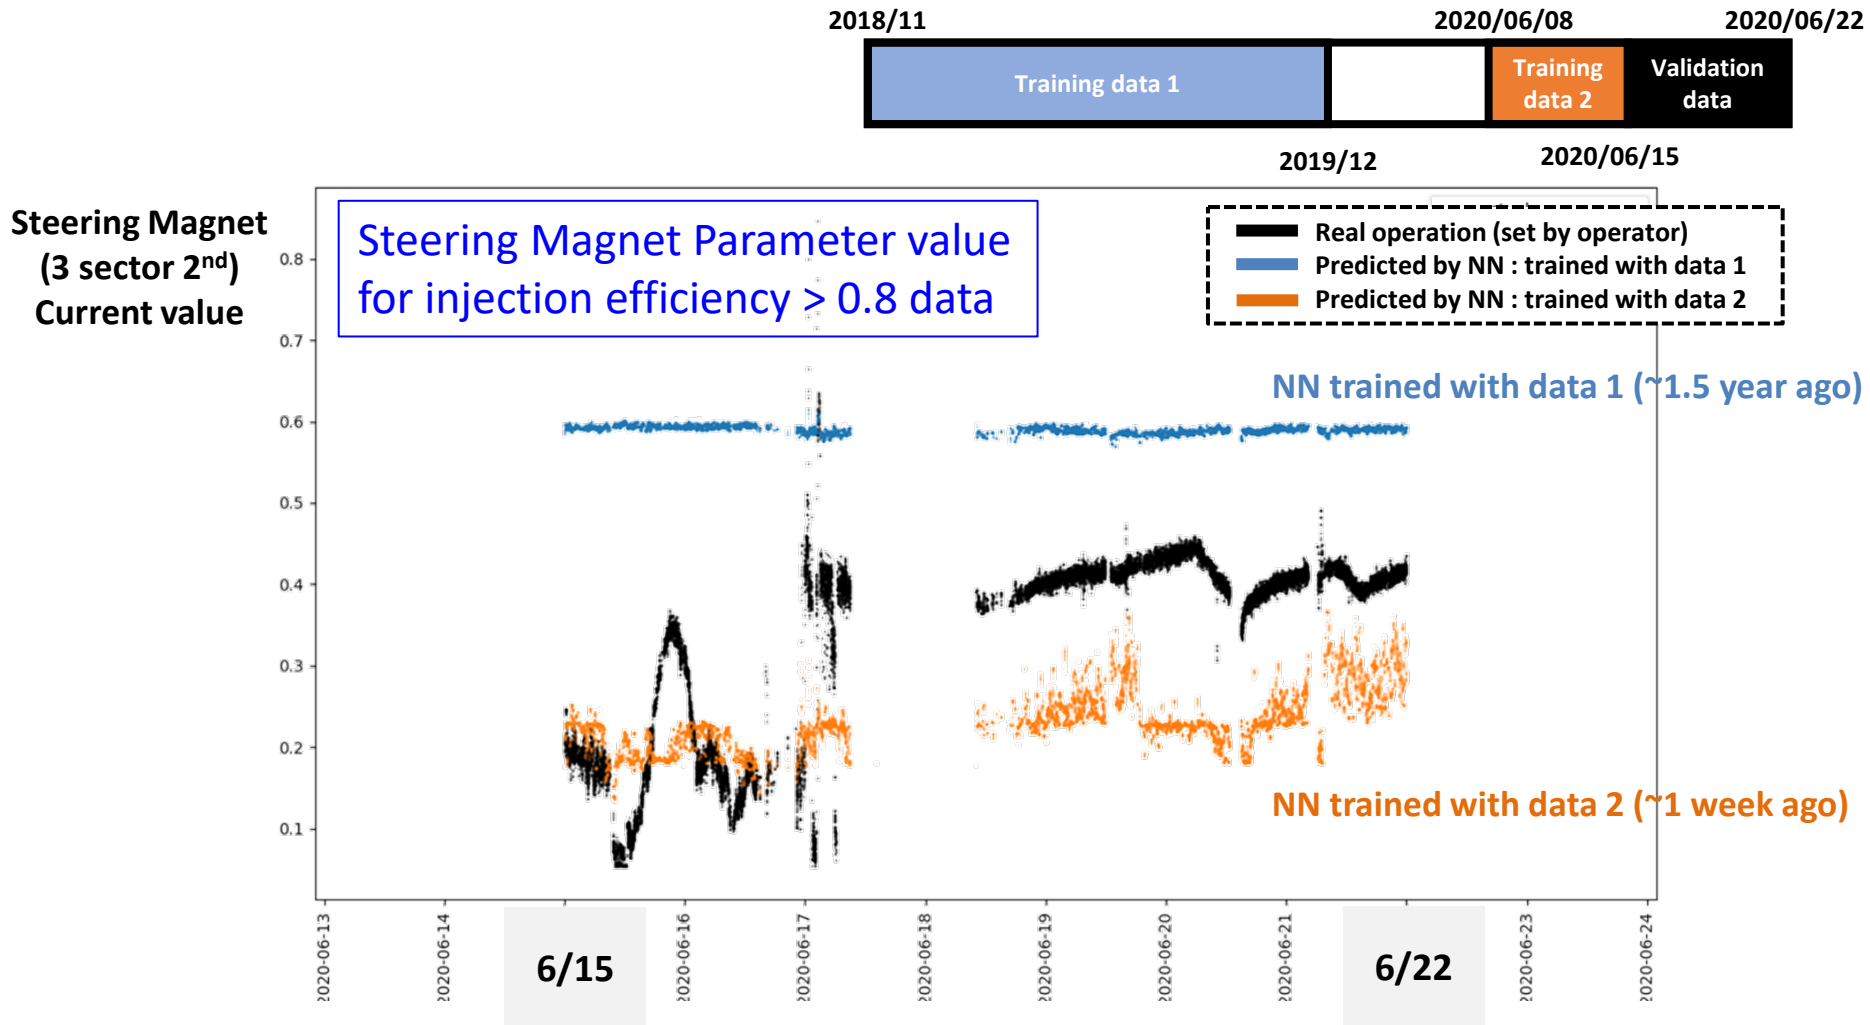 2018/11
2020/06/08
2020/06/22
Training data 1
Training
data 2
Validation
data
2019/12
2020/06/15
Steering Magnet
(3 sector 2nd)
Current value
Steering Magnet Parameter value
for injection efficiency > 0.8 data
Real operation (set by operator)
Predicted by NN : trained with data 1
Predicted by NN : trained with data 2
NN trained with data 1 (~1.5 year ago)
NN trained with data 2 (~1 week ago)
0.8
0.7
0.6
0.5
0.4
0.3
0.2
0.1
2020-06-13
2020-06-14
6/15
2020-06-16
2020-06-17
2020-06-18
2020-06-19
2020-06-20
2020-06-21
6/22
2020-06-23
2020-06-24